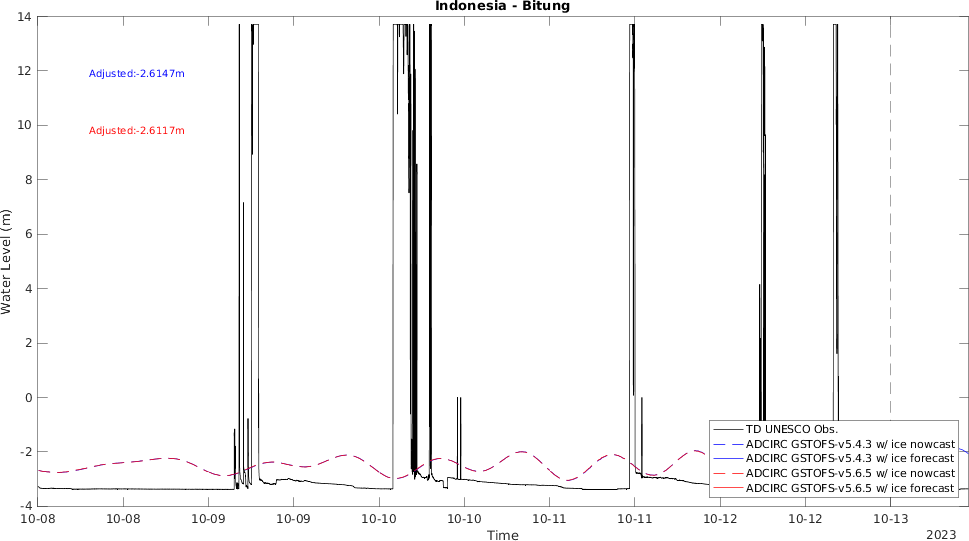 Indonesia - Bitung
14
12
10
8
6
4
2
0
-2
-4
Water Level (m)
Adjusted:-2.6147m
Adjusted:-2.6117m
TD UNESCO Obs.
ADCIRC GSTOFS-v5.4.3 w/ ice nowcast
ADCIRC GSTOFS-v5.4.3 w/ ice forecast
ADCIRC GSTOFS-v5.6.5 w/ ice nowcast
ADCIRC GSTOFS-v5.6.5 w/ ice forecast
10-08 10-08 10-09 10-09 10-10 10-10 10-11 10-11 10-12 10-12 10-13
Time
2023